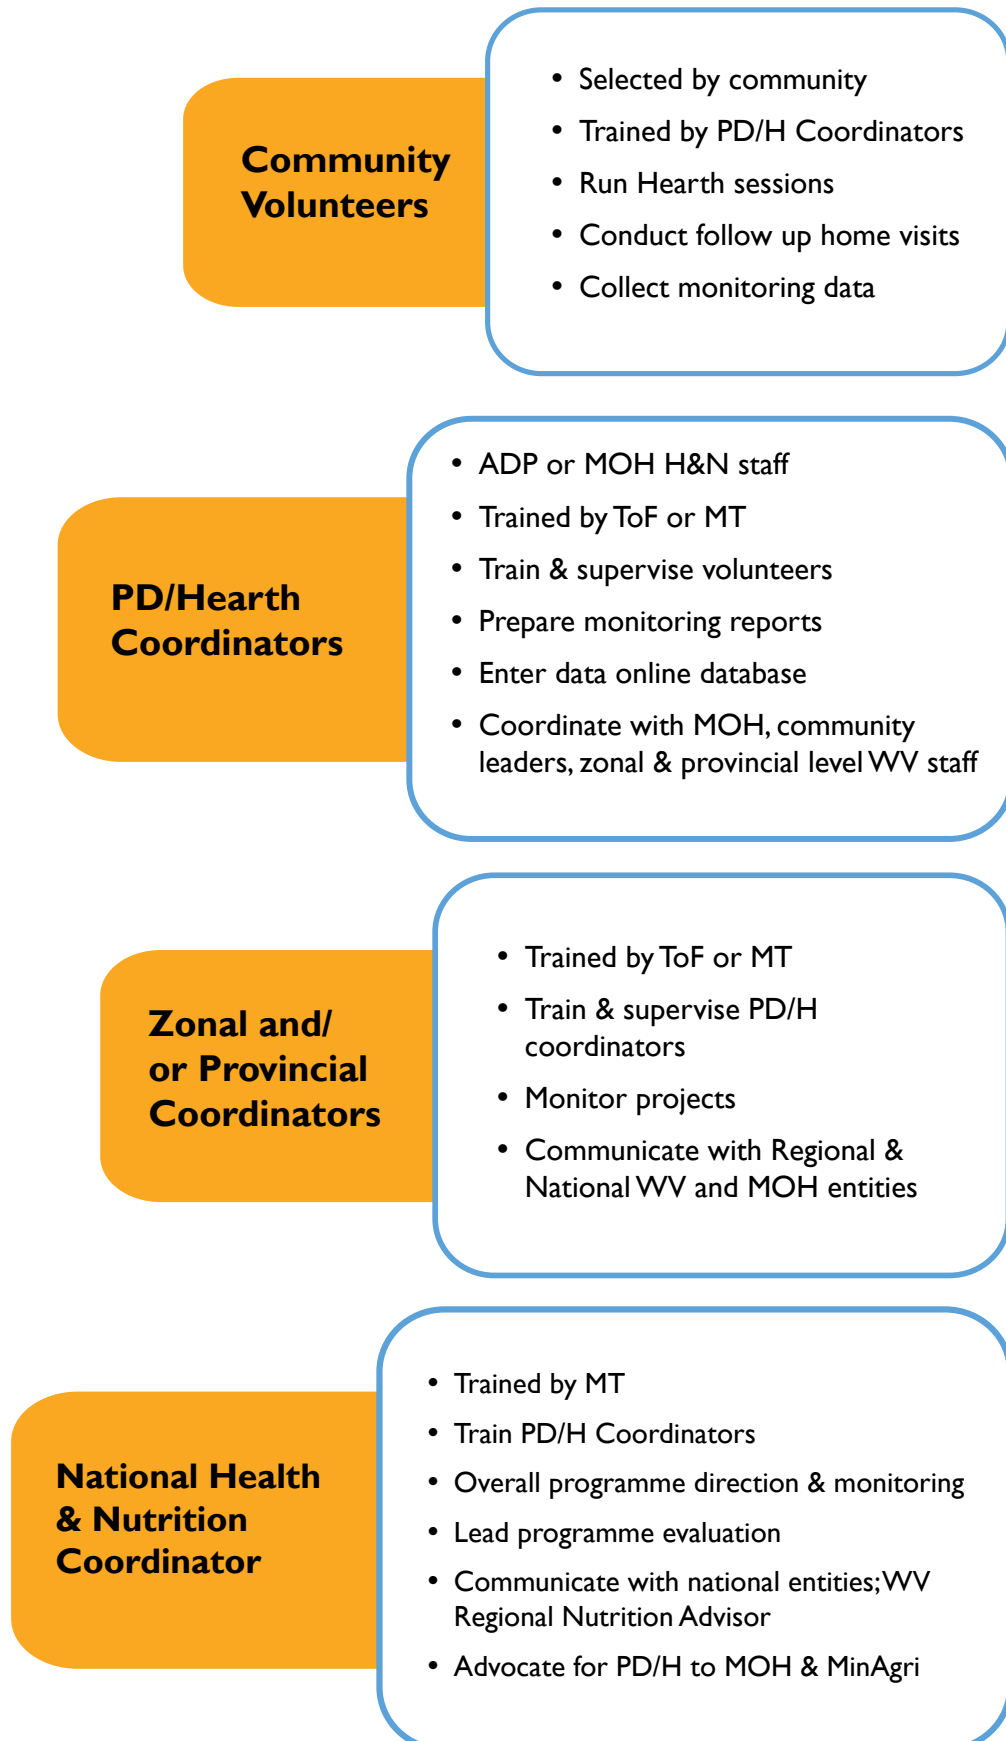 Community
Volunteers
• Selected by community
• Trained by PD/H Coordinators
• Run Hearth sessions
• Conduct follow up home visits
• Collect monitoring data
PD/Hearth
Coordinators
• ADP or MOH H&N staff
• Trained by ToF or MT
• Train & supervise volunteers
• Prepare monitoring reports
• Enter data online database
• Coordinate with MOH, community
leaders, zonal & provincial level WV staff
Zonal and/
or Provincial
Coordinators
• Trained by ToF or MT
• Train & supervise PD/H
coordinators
• Monitor projects
• Communicate with Regional &
National WV and MOH entities
National Health
& Nutrition
Coordinator
• Trained by MT
• Train PD/H Coordinators
• Overall programme direction & monitoring
• Lead programme evaluation
• Communicate with national entities; WV
Regional Nutrition Advisor
• Advocate for PD/H to MOH & MinAgri